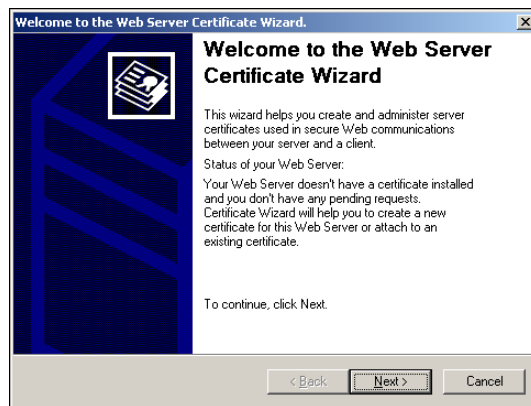 Welcome to the Web Server Certificate Wizard.
Welcome to the Web Server
Certificate Wizard
This wizard helps you create and administer server
certificates used in secure Web communications
between your server and a client.
Status of your Web Server:
Your Web Server doesn't have a certificate installed
and you don't have any pending requests.
Certificate Wizard will help you to create a new
certificate for this Web Server or attach to an
existing certificate.
To continue, click Next.
< Back Next > Cancel